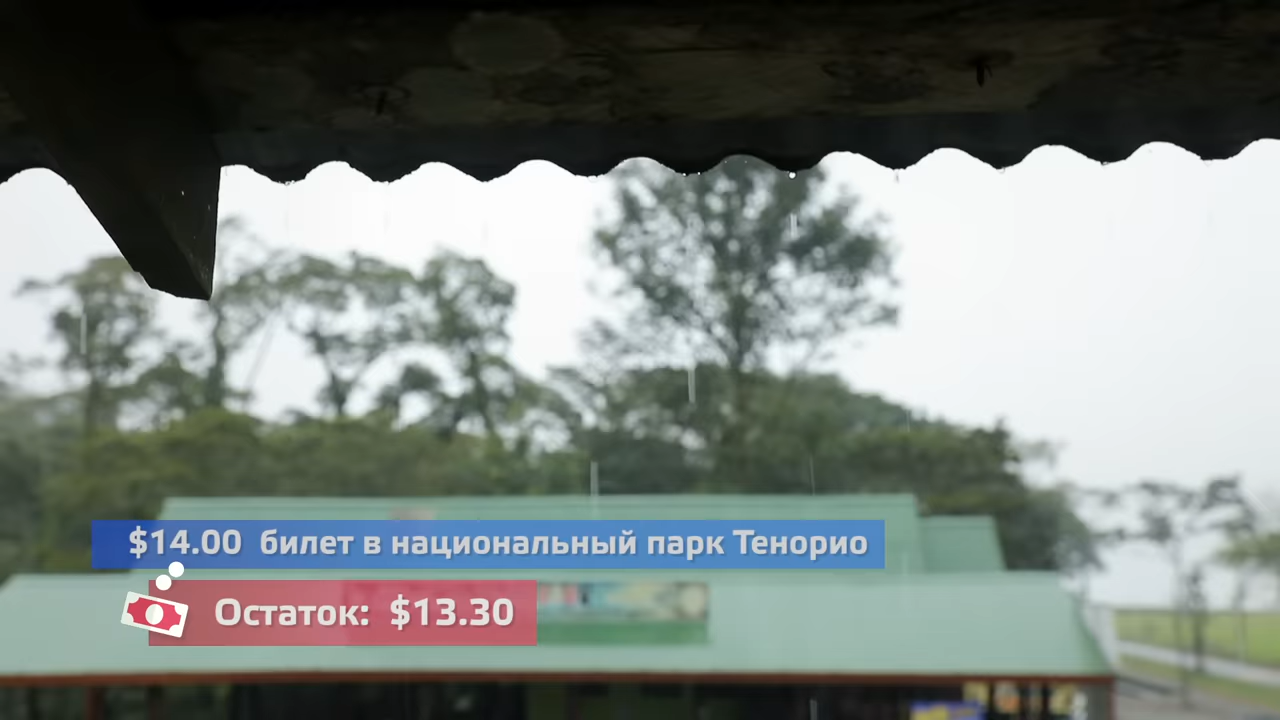 $14.00 билет в национальный парк Тенорио
Остаток: $13.30